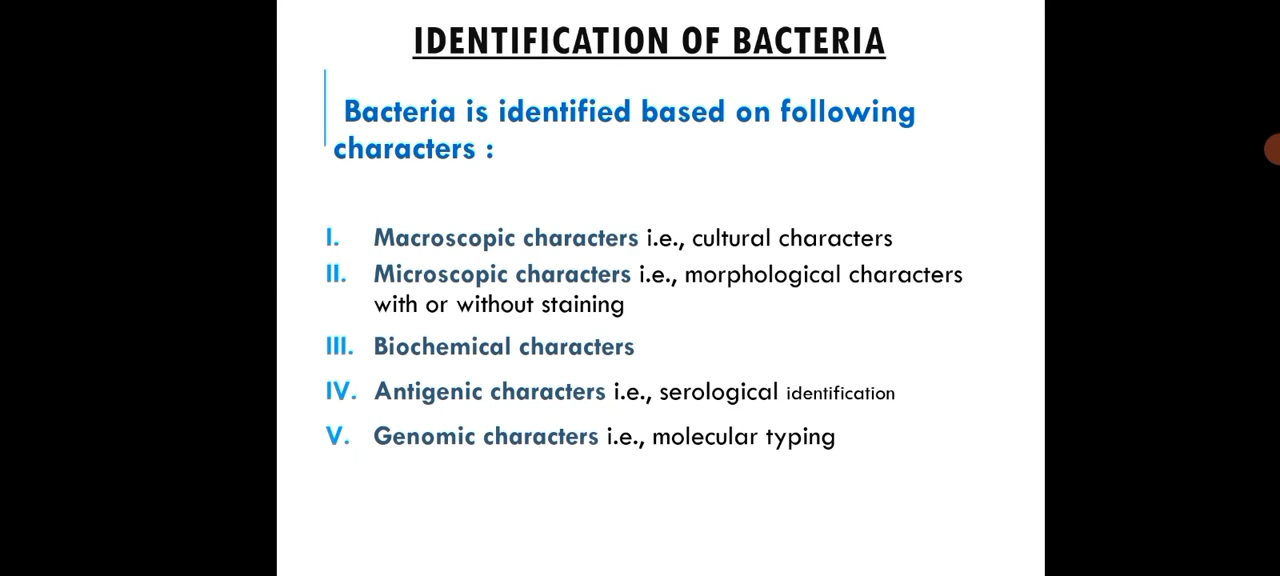 IDENTIFICATION OF BACTERIA
Bacteria is identified based on following
characters :
I. Macroscopic characters i.e., cultural characters
II. Microscopic characters i.e., morphological characters
with or without staining
III. Biochemical characters
IV. Antigenic characters i.e., serological identification
V. Genomic characters i.e., molecular typing